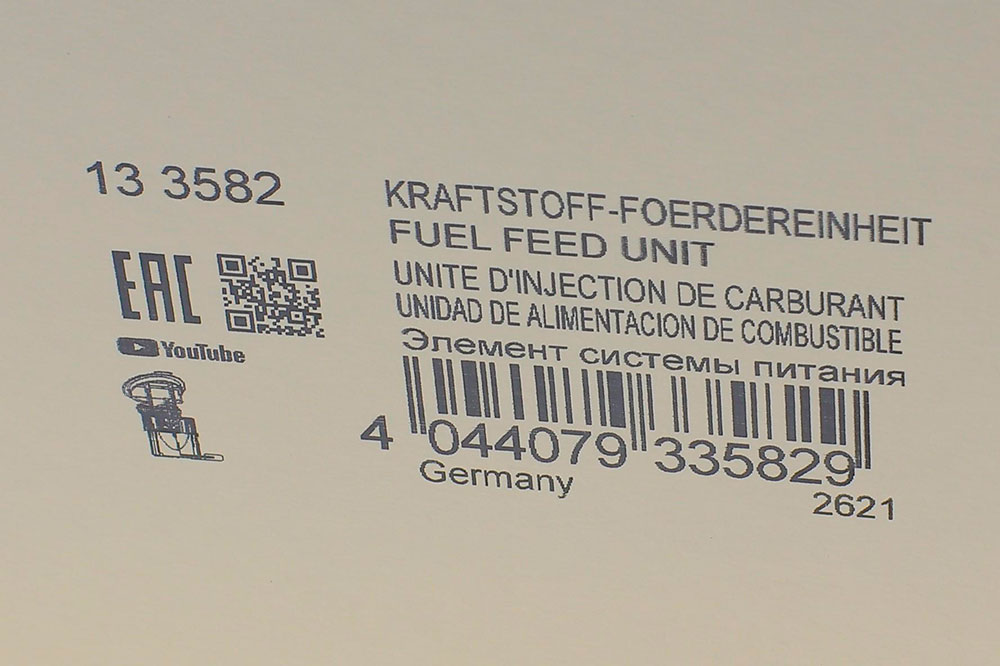 13 3582
KRAFTSTOFF-FOERDEREINHEIT
FUEL FEED UNIT
UNITE D'INJECTION DE CARBURANT
UNIDAD DE ALIMENTACION DE COMBUSTIBLE
Элемент системы питания
EAC
YouTube
4 044079 335829
Germany
2621